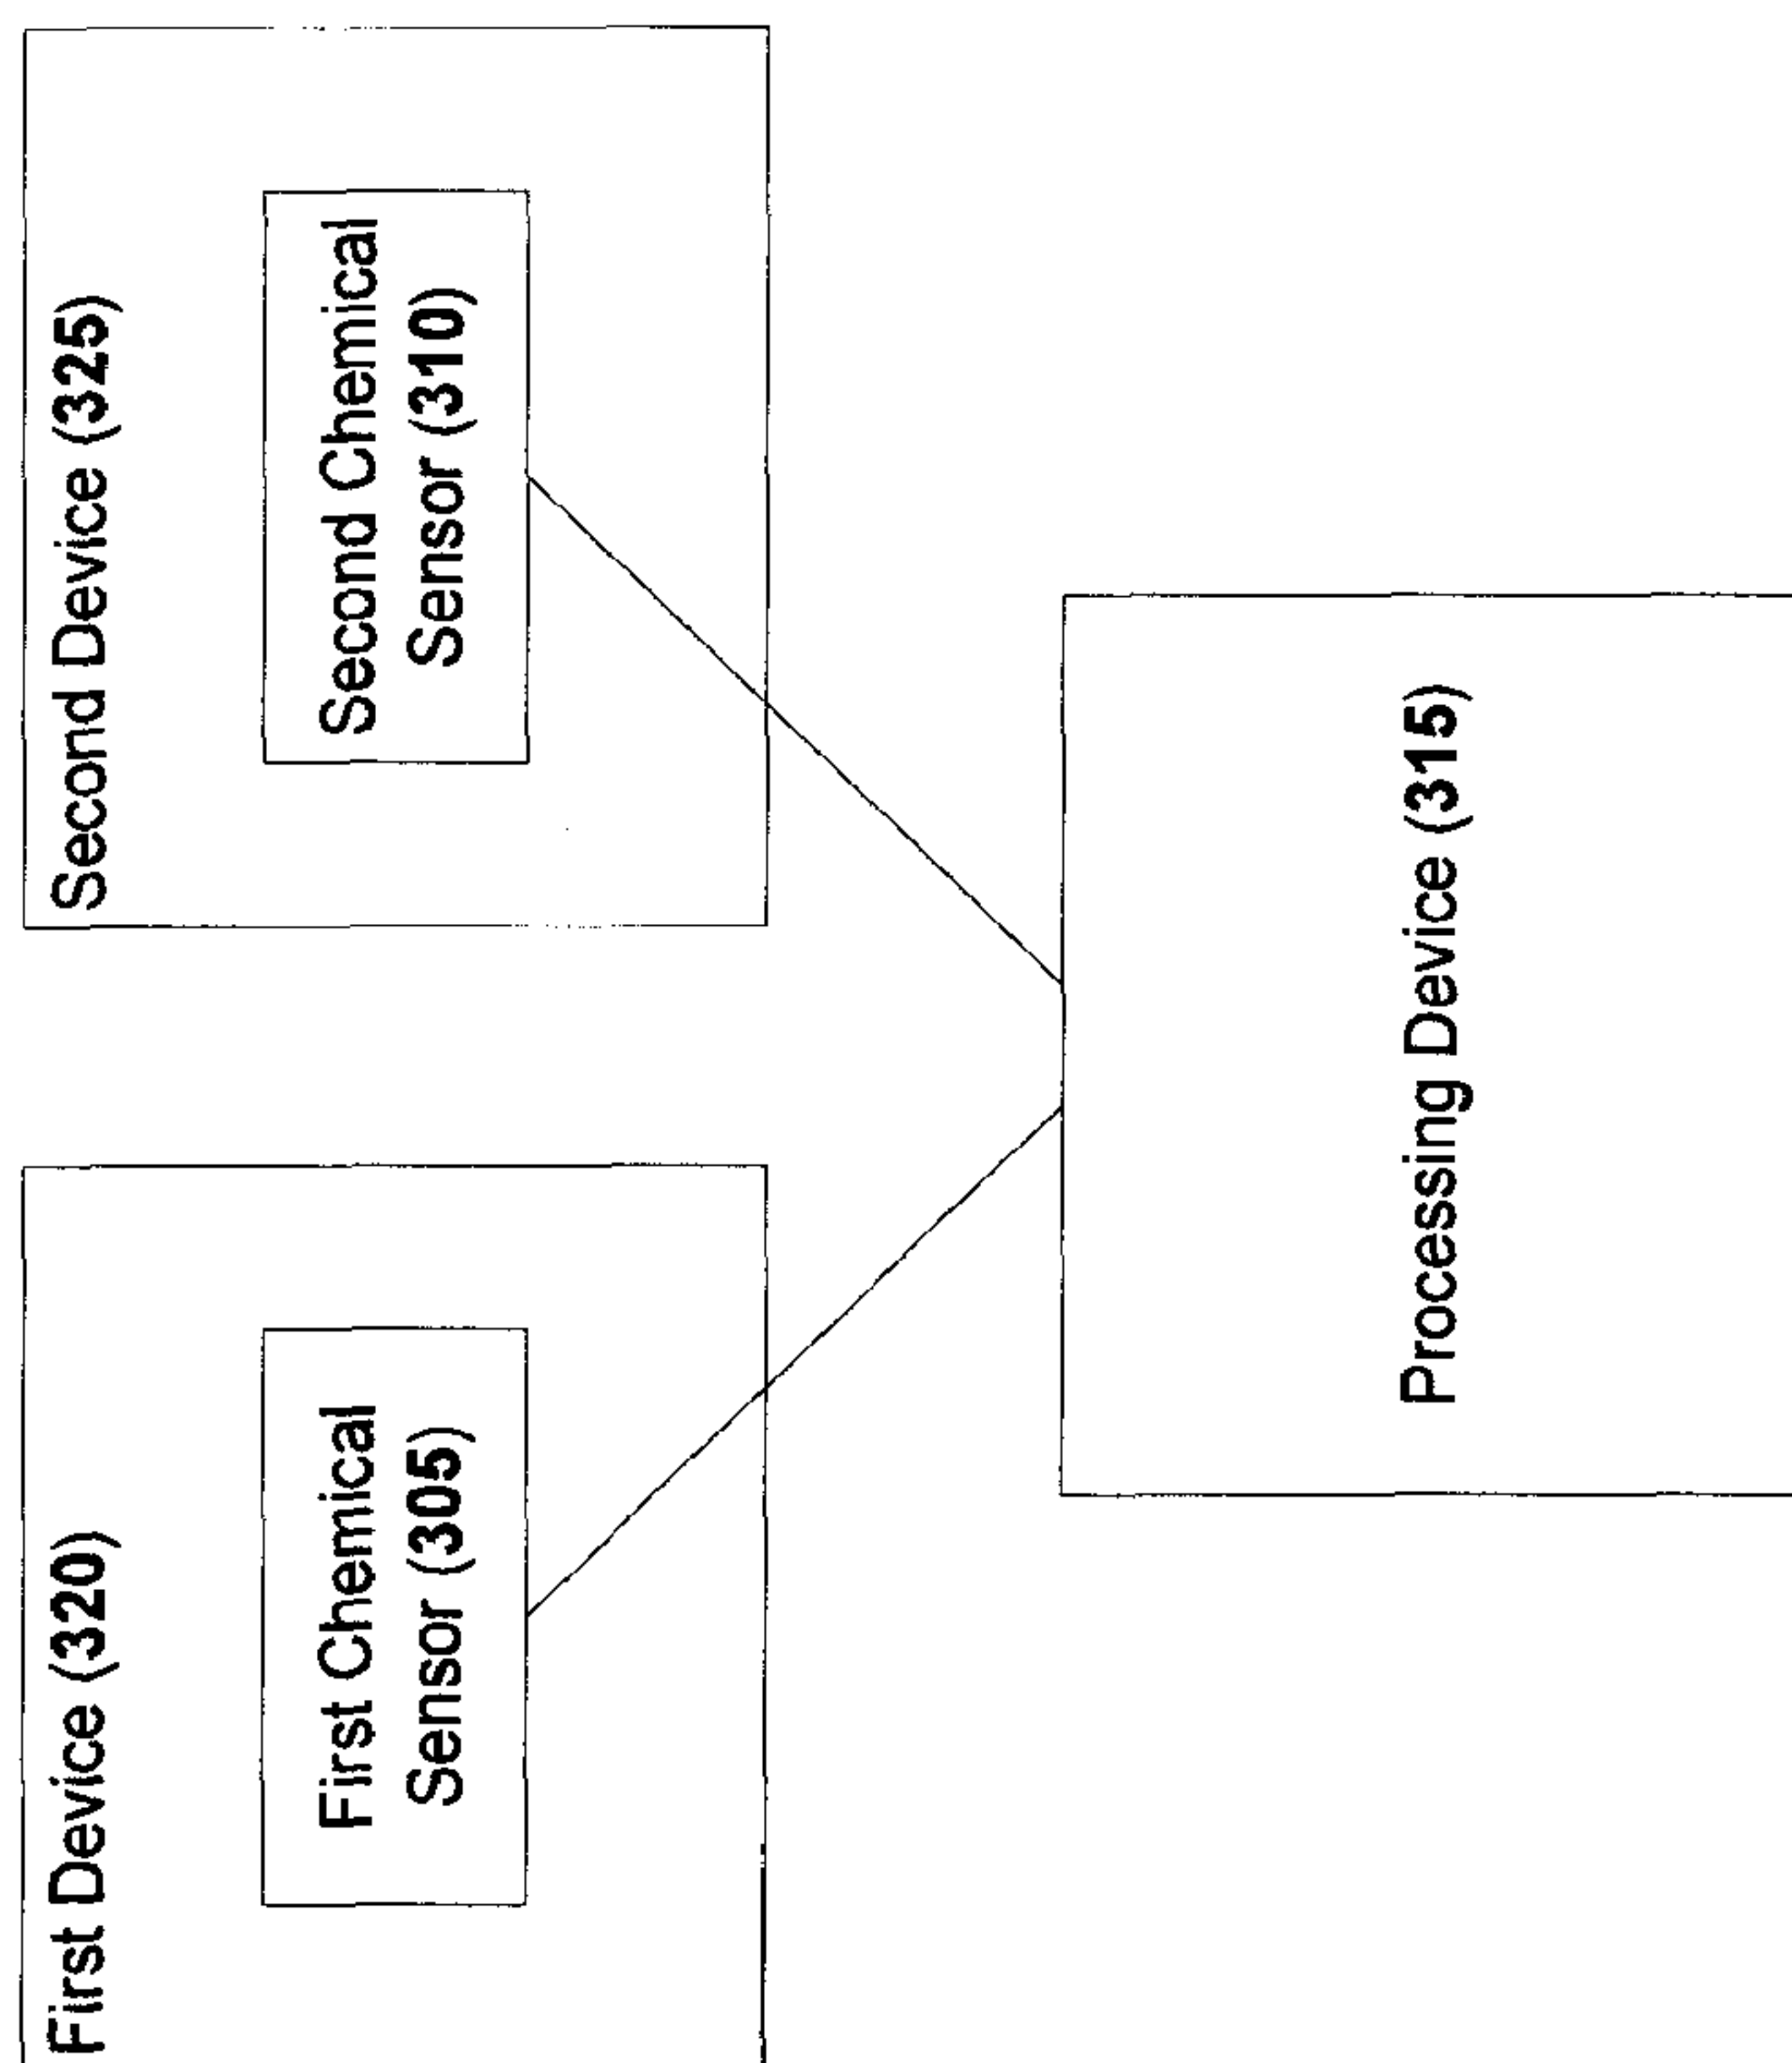 First Device (320)
First Chemical
Sensor (305)
Second Device (325)
Second Chemical
Sensor (310)
Processing Device (315)